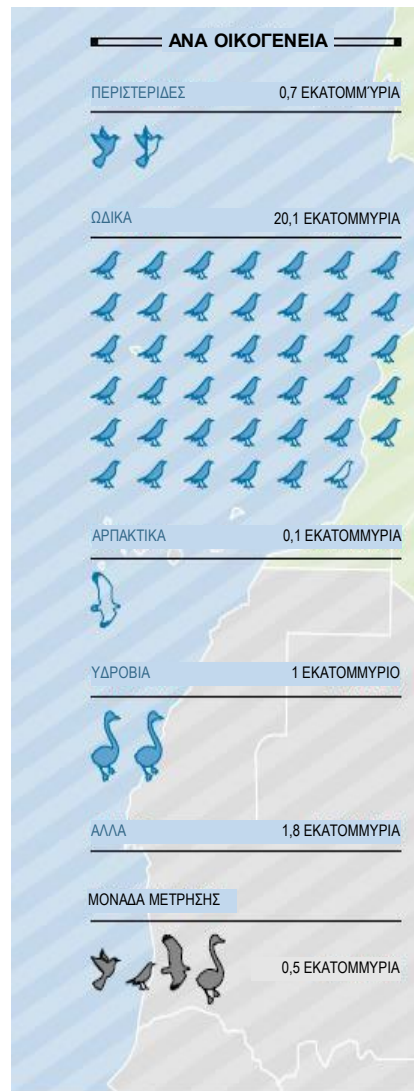 ΑΝΑ ΟΙΚΟΓΕΝΕΙΑ
ΠΕΡΙΣΤΕΡΙΔΕΣ 0,7 ΕΚΑΤΟΜΜΎΡΙΑ
ΩΔΙΚΑ 20,1 ΕΚΑΤΟΜΜΥΡΙΑ
ΑΡΠΑΚΤΙΚΑ 0,1 ΕΚΑΤΟΜΜΥΡΙΑ
ΥΔΡΟΒΙΑ 1 ΕΚΑΤΟΜΜΥΡΙΟ
ΑΛΛΑ 1,8 ΕΚΑΤΟΜΜΥΡΙΑ
ΜΟΝΑΔΑ ΜΕΤΡΗΣΗΣ
0,5 ΕΚΑΤΟΜΜΥΡΙΑ